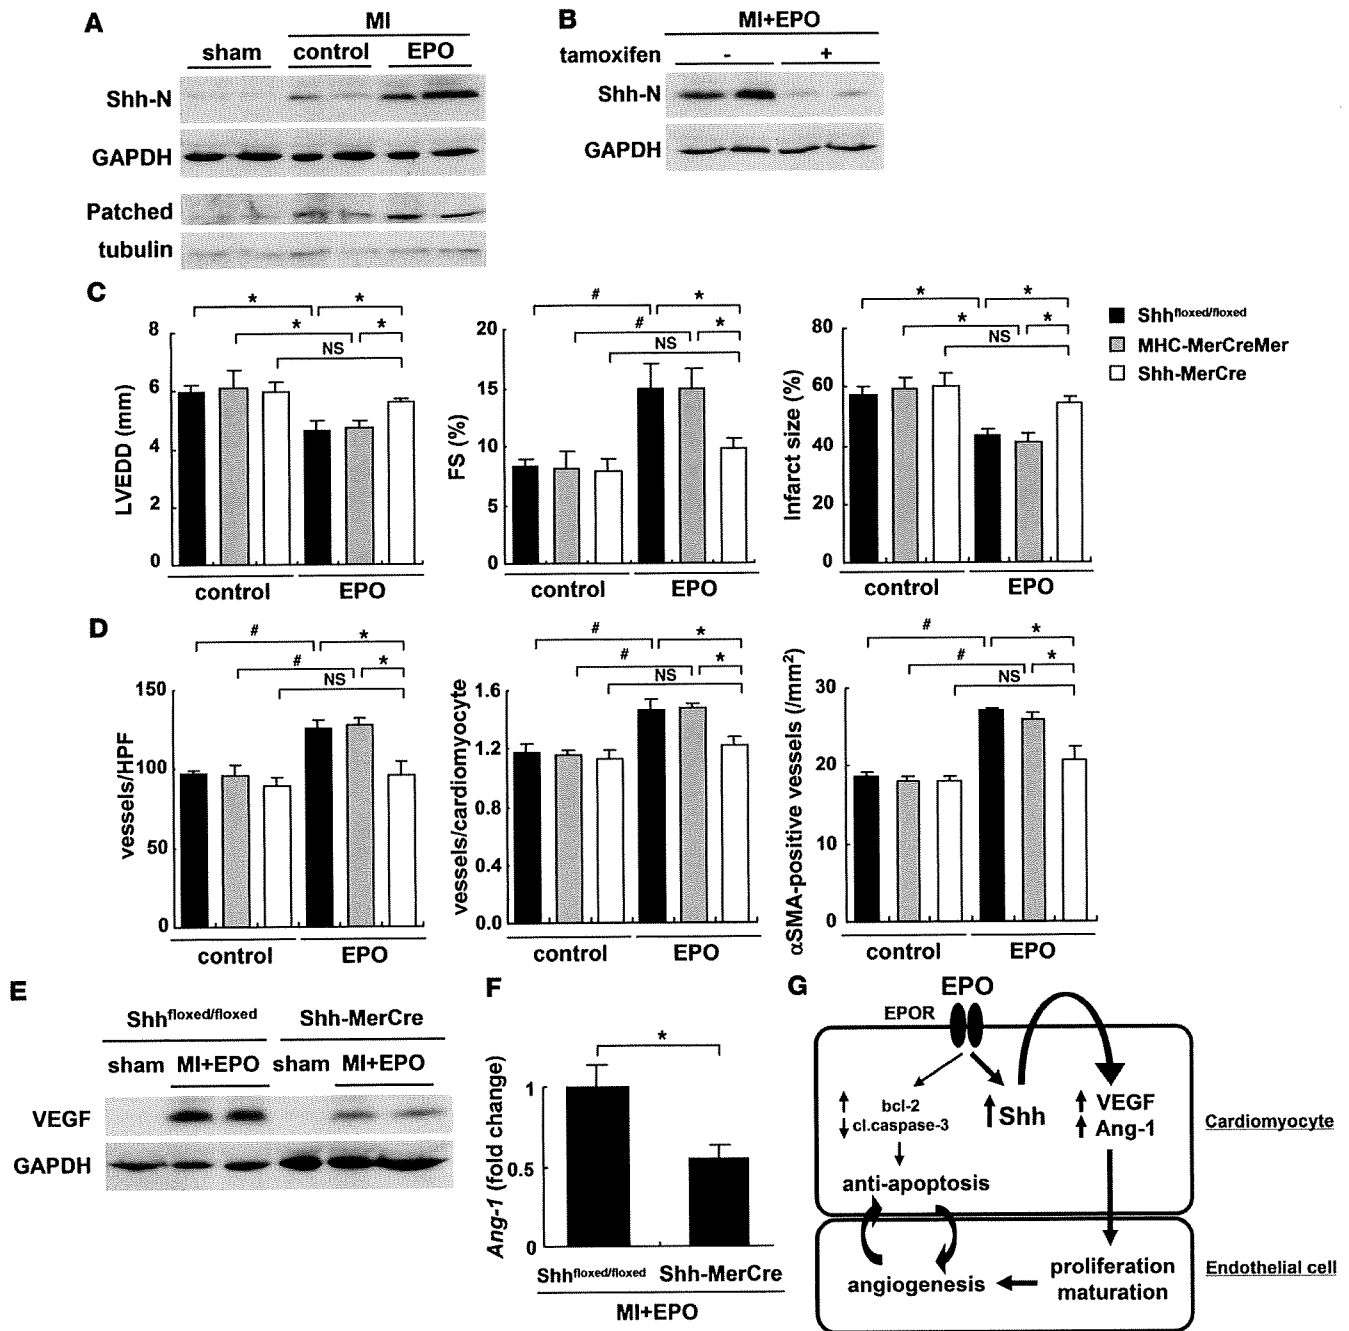 A
MI
sham control EPO
Shh-N
GAPDH
Patched
tubulin
B
MI+EPO
tamoxifen - +
Shh-N
GAPDH
C
* *
* *
NS
8
6
4
2
0
LVEDD (mm)
control EPO
# *
# *
NS
20
15
10
5
0
FS (%)
control EPO
* *
* *
NS
80
60
40
20
0
Infarct size (%)
control EPO
Shhfloxed/floxed
MHC-MerCreMer
Shh-MerCre
D
# *
# *
NS
150
100
50
0
vessels/HPF
control EPO
# *
# *
NS
1.6
1.2
0.8
0.4
0.0
vessels/cardiomyocyte
control EPO
# *
# *
NS
30
20
10
0
αSMA-positive vessels (/mm2)
control EPO
E
Shhfloxed/floxed Shh-MerCre
sham MI+EPO sham MI+EPO
VEGF
GAPDH
F
*
1
0.5
0
Ang-1 (fold change)
Shhfloxed/floxed Shh-MerCre
MI+EPO
G
EPO
EPOR
bcl-2
cl.caspase-3
Shh
VEGF
Ang-1
Cardiomyocyte
anti-apoptosis
angiogenesis
proliferation
maturation
Endothelial cell